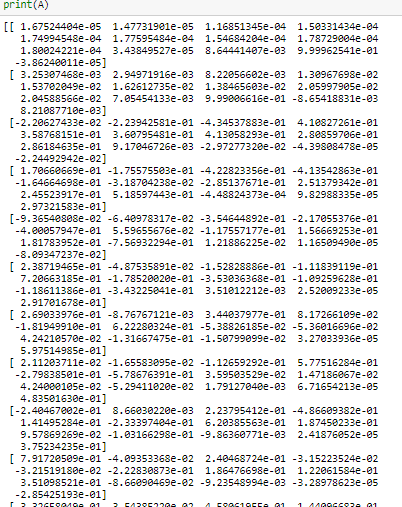 print(A)
[[ 1.67524404e-05 1.47731901e-05 1.16851345e-04 1.50331434e-04
1.74994548e-04 1.77595484e-04 1.54684204e-04 1.78729004e-04
1.80024221e-04 3.43849527e-05 8.64441407e-03 9.99962541e-01
-3.86240011e-05]
[ 3.25307468e-03 2.94971916e-03 8.22056602e-03 1.30967698e-02
1.53702049e-02 1.62612735e-02 1.38465603e-02 2.05997905e-02
2.04588566e-02 7.05454133e-03 9.99006616e-01 -8.65418831e-03
8.21087710e-03]
[-2.20627433e-02 -2.23942581e-01 -4.34537883e-01 4.10827261e-01
3.58768151e-01 3.60795481e-01 4.13058293e-01 2.80859706e-01
2.86184635e-01 9.17046726e-03 -2.97277320e-02 -4.39808478e-05
-2.24492942e-02]
[ 1.70660669e-01 -1.75575503e-01 -4.22823356e-01 -4.13542863e-01
-1.64664698e-01 -3.18704238e-02 -2.85137671e-01 2.51379342e-01
2.45523917e-01 5.18597443e-01 -4.48824373e-04 9.82988335e-05
2.97321583e-01]
[-9.36540808e-02 -6.40978317e-02 -3.54644892e-01 -2.17055376e-01
-4.00057947e-01 5.59655676e-02 -1.17557177e-01 1.56669253e-01
1.81783952e-01 -7.56932294e-01 1.21886225e-02 1.16509490e-05
-8.09347237e-02]
[ 2.38719465e-01 -4.87535891e-02 -1.52828886e-01 -1.11839119e-01
7.20663185e-01 -1.78520020e-01 -3.53036368e-01 -1.09259628e-01
-1.18611386e-01 -3.43225041e-01 3.51012212e-03 2.52009233e-05
2.91701678e-01]
[ 2.69033976e-01 -8.76767121e-03 3.44037977e-01 8.17266109e-02
-1.81949910e-01 6.22280324e-01 -5.38826185e-02 -5.36016696e-02
4.24210570e-02 -1.31667475e-01 -1.50799099e-02 3.27033936e-05
5.97514985e-01]
[ 2.11203711e-02 -1.65583095e-02 -1.12659292e-01 5.77516284e-01
-2.79838501e-01 -5.78676391e-01 3.59503529e-02 1.47186067e-02
4.24000105e-02 -5.29411020e-02 1.79127040e-03 6.71654213e-05
4.83501630e-01]
[-2.40467002e-01 8.66030220e-03 2.23795412e-01 -4.86609382e-01
1.41495284e-01 -2.33397404e-01 6.20385563e-01 1.87450233e-01
9.57869269e-02 -1.03166298e-01 -9.86360771e-03 2.41876052e-05
3.75234235e-01]
[ 7.91720509e-01 -4.09353368e-02 2.40468724e-01 -3.15223524e-02
-3.21519180e-02 -2.22830873e-01 1.86476698e-01 1.22061584e-01
3.51098521e-01 -8.66090469e-02 -9.23548994e-03 -3.28978623e-05
-2.85425193e-01]